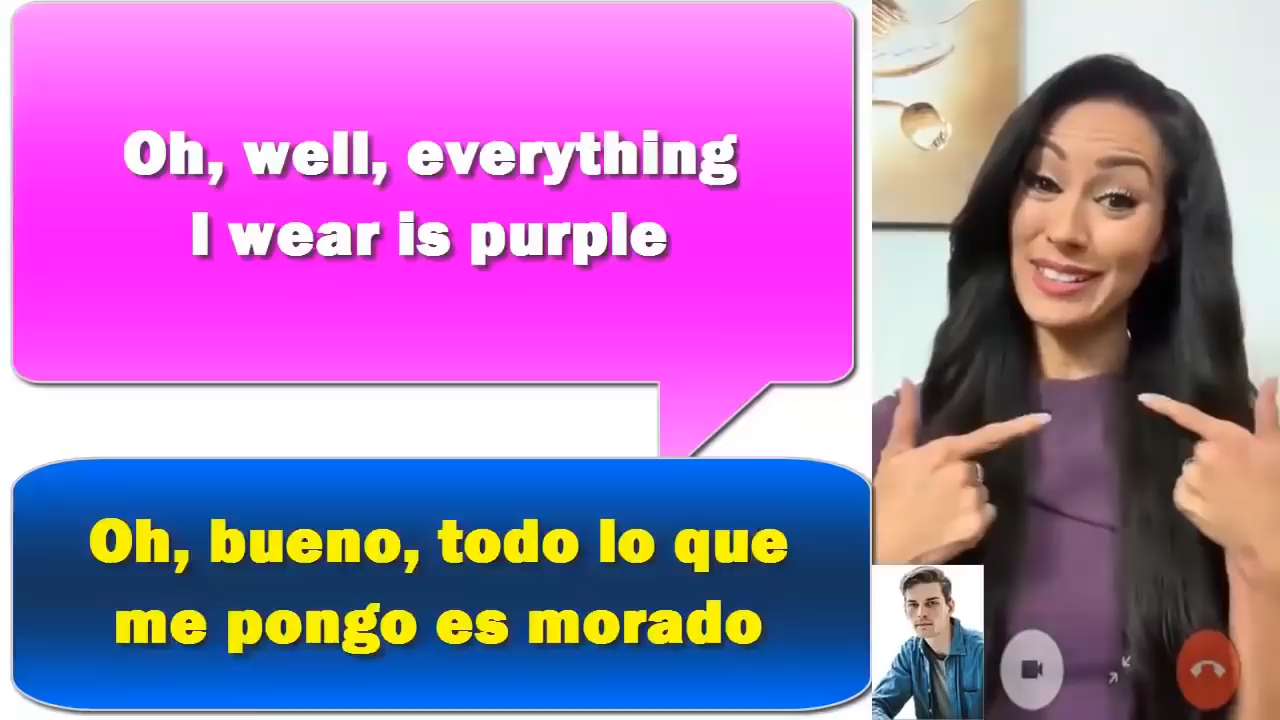 Oh, well, everything
I wear is purple
Oh, bueno, todo lo que
me pongo es morado